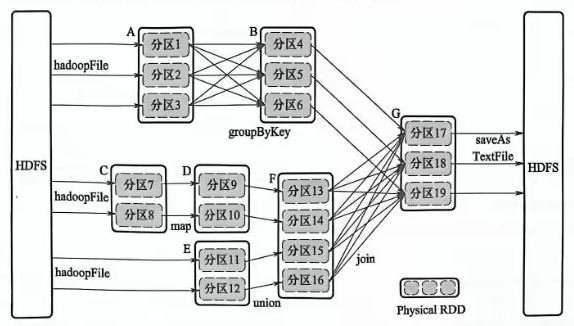 A
分区1
分区2
分区3
B
分区4
分区5
分区6
hadoopFile
groupByKey
HDFS
C
分区7
分区8
D
分区9
分区10
hadoopFile
map
E
分区11
分区12
hadoopFile
union
F
分区13
分区14
分区15
分区16
join
G
分区17
分区18
分区19
saveAs
TextFile
HDFS
Physical RDD